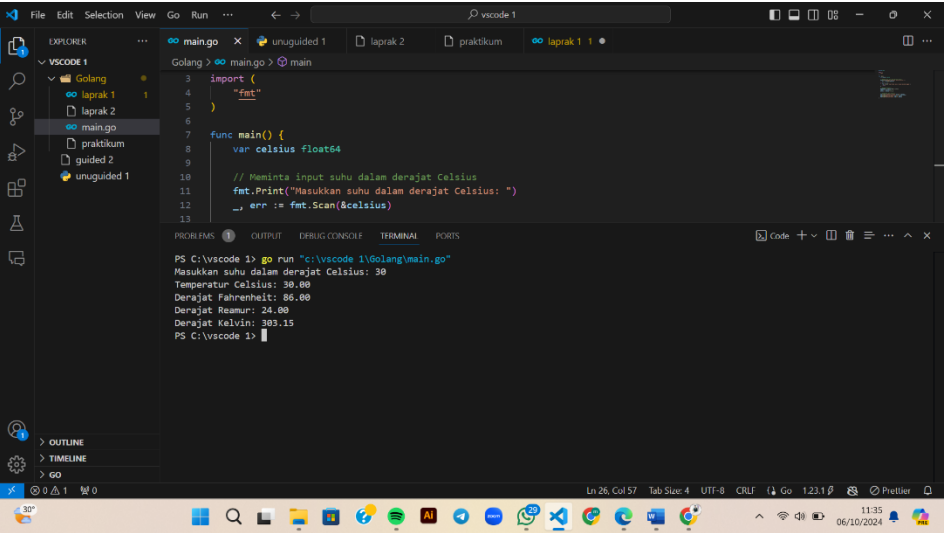 File Edit Selection View Go Run ··· vscode 1
EXPLORER ···
VSCODE 1
Golang
laprak 1 1
laprak 2
main.go
praktikum
guided 2
unuguided 1
OUTLINE
TIMELINE
GO
main.go unuguided 1 laprak 2 praktikum laprak 1 1
Golang > main.go > main
3 import (
4 "fmt"
5 )
6
7 func main() {
8 var celsius float64
9
10 // Meminta input suhu dalam derajat Celsius
11 fmt.Print("Masukkan suhu dalam derajat Celsius: ")
12 _, err := fmt.Scan(&celsius)
13
PROBLEMS 1 OUTPUT DEBUG CONSOLE TERMINAL PORTS Code
PS C:\vscode 1> go run "c:\vscode 1\Golang\main.go"
Masukkan suhu dalam derajat Celsius: 30
Temperatur Celsius: 30.00
Derajat Fahrenheit: 86.00
Derajat Reamur: 24.00
Derajat Kelvin: 303.15
PS C:\vscode 1>
0 1 0 Ln 26, Col 57 Tab Size: 4 UTF-8 CRLF Go 1.23.1 Prettier
30° Ai 29 11:35
06/10/2024 PRE